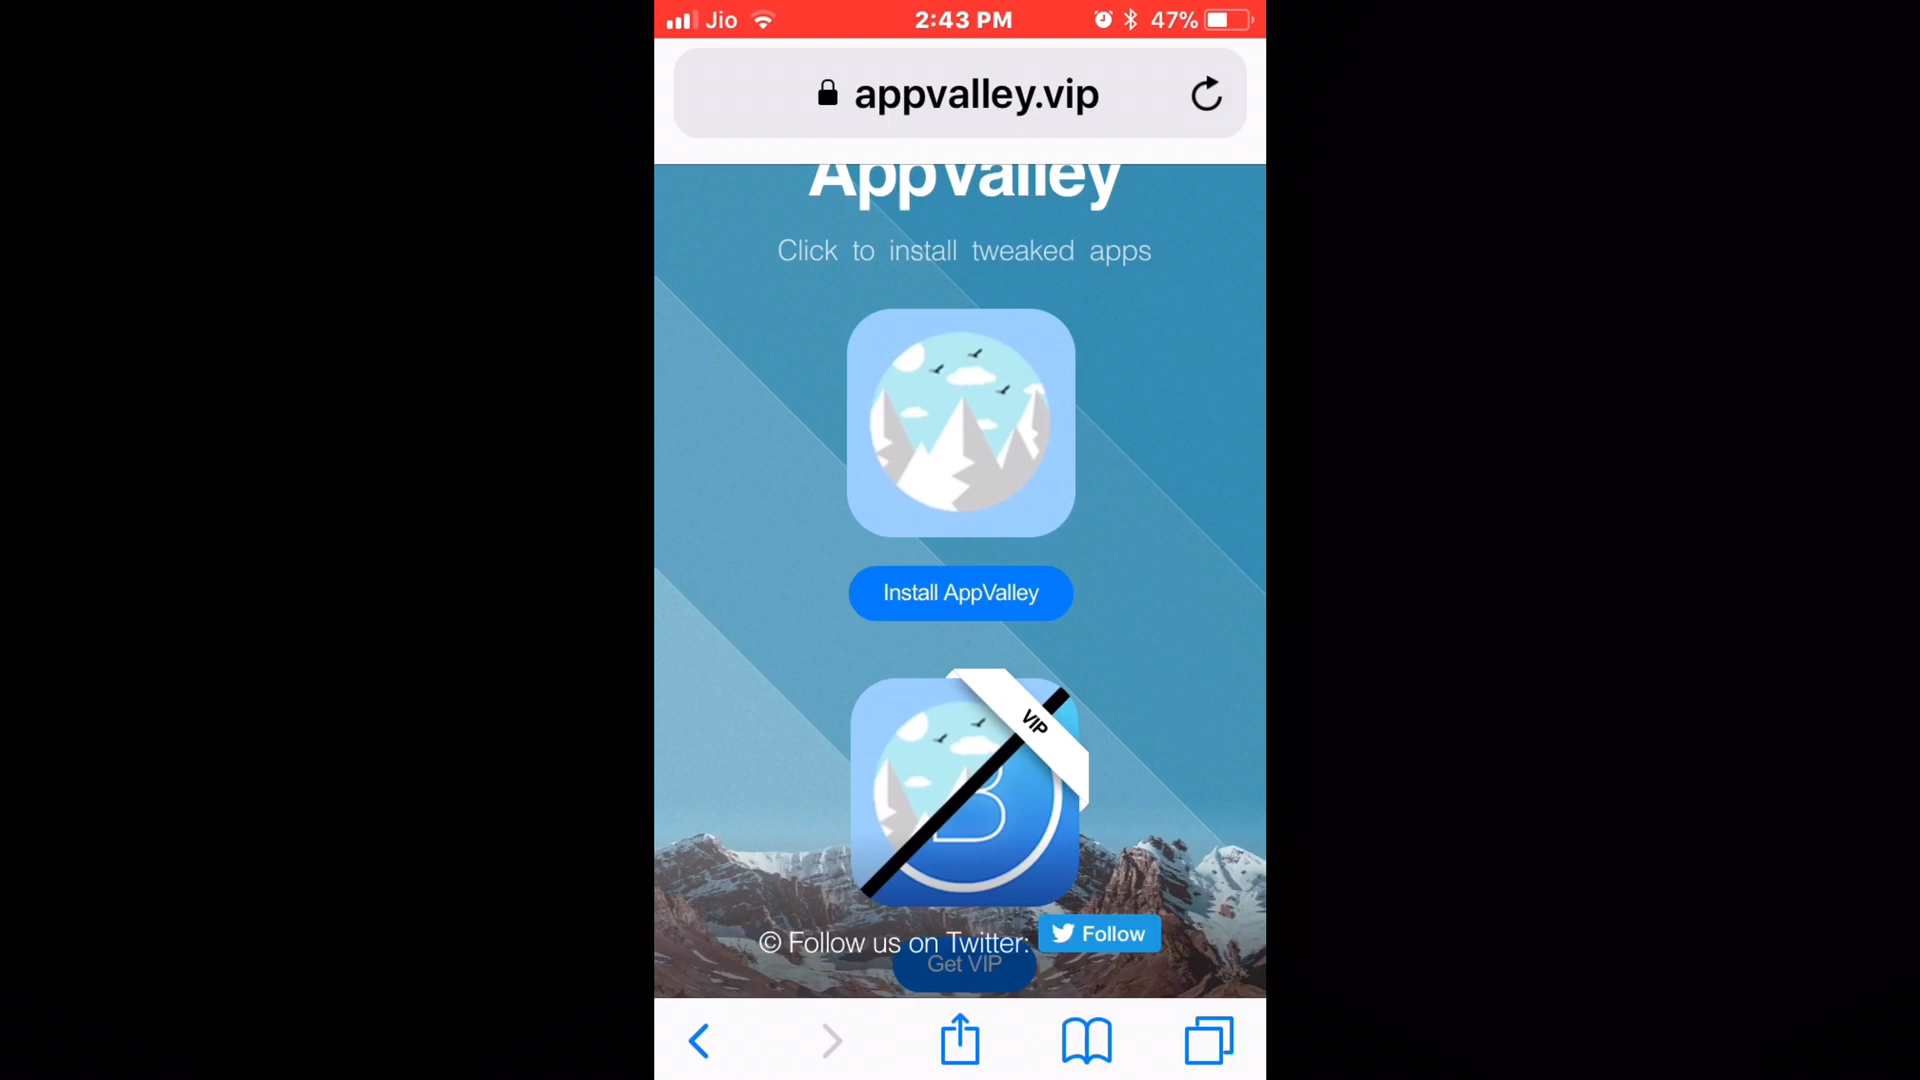 Jio 2:43 PM 47%
appvalley.vip
AppValley
Click to install tweaked apps
Install AppValley
VIP
B
© Follow us on Twitter: Follow
Get VIP